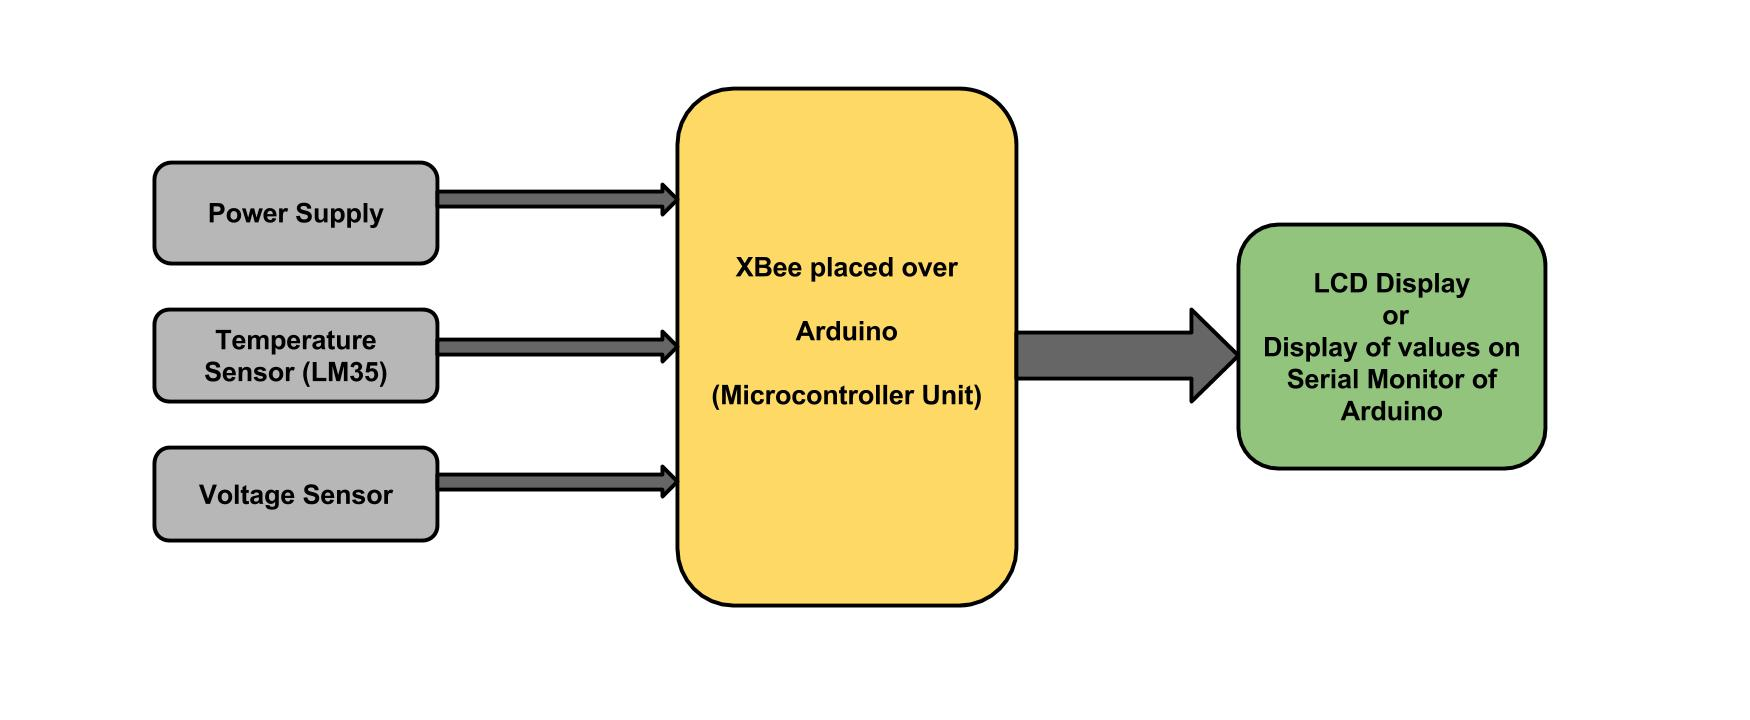 Power Supply
Temperature
Sensor (LM35)
Voltage Sensor
XBee placed over
Arduino
(Microcontroller Unit)
LCD Display
or
Display of values on
Serial Monitor of
Arduino